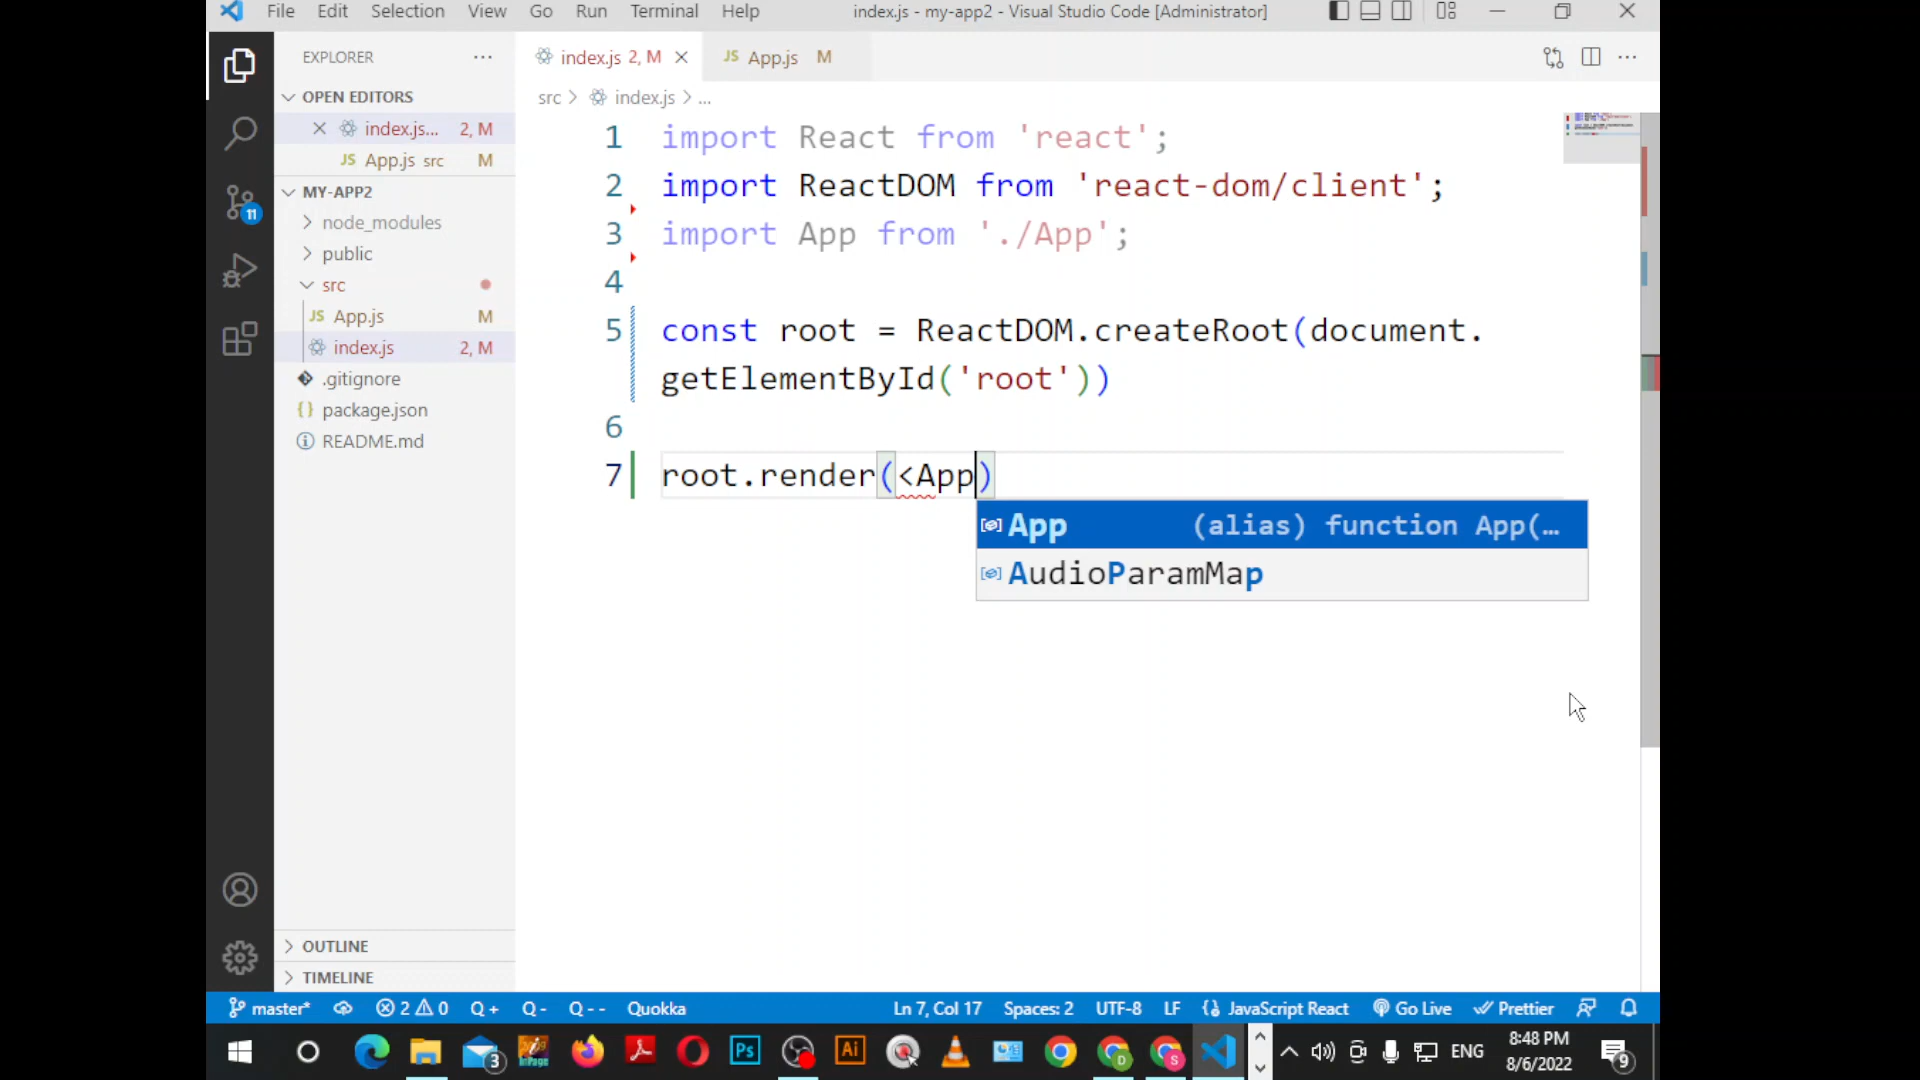 File Edit Selection View Go Run Terminal Help index.js - my-app2 - Visual Studio Code [Administrator]
EXPLORER ···
index.js 2, M
JS App.js M
OPEN EDITORS
src > index.js > ...
index.js... 2, M
JS App.js src M
MY-APP2
node_modules
public
src
JS App.js M
index.js 2, M
.gitignore
{} package.json
README.md
11
1 import React from 'react';
2 import ReactDOM from 'react-dom/client';
3 import App from './App';
4
5 const root = ReactDOM.createRoot(document.
getElementById('root'))
6
7 root.render(<App)
App (alias) function App(…
AudioParamMap
OUTLINE
TIMELINE
master* 2 0 Q + Q - Q - - Quokka Ln 7, Col 17 Spaces: 2 UTF-8 LF {} JavaScript React Go Live Prettier
3 Ps Ai D S ENG 8:48 PM
8/6/2022 9